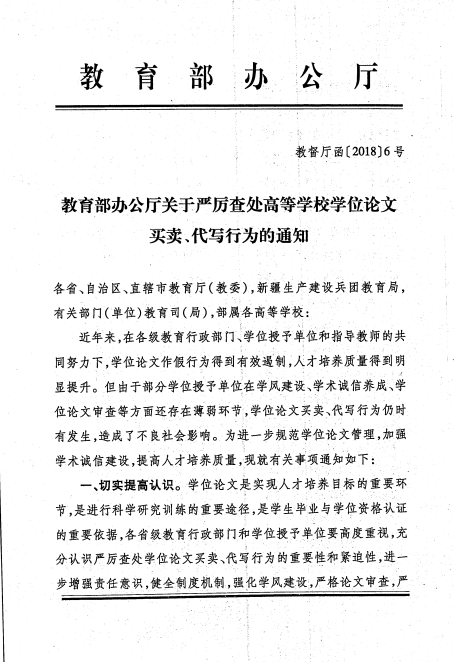 教育部办公厅
教督厅函〔2018〕6号
教育部办公厅关于严厉查处高等学校学位论文
买卖、代写行为的通知
各省、自治区、直辖市教育厅(教委),新疆生产建设兵团教育局,
有关部门(单位)教育司(局),部属各高等学校:
近年来,在各级教育行政部门、学位授予单位和指导教师的共
同努力下,学位论文作假行为得到有效遏制,人才培养质量得到明
显提升。但由于部分学位授予单位在学风建设、学术诚信养成、学
位论文审查等方面还存在薄弱环节,学位论文买卖、代写行为仍时
有发生,造成了不良社会影响。为进一步规范学位论文管理,加强
学术诚信建设,提高人才培养质量,现就有关事项通知如下:
一、切实提高认识。学位论文是实现人才培养目标的重要环
节,是进行科学研究训练的重要途径,是学生毕业与学位资格认证
的重要依据,各省级教育行政部门和学位授予单位要高度重视,充
分认识严厉查处学位论文买卖、代写行为的重要性和紧迫性,进一
步增强责任意识,健全制度机制,强化学风建设,严格论文审查,严